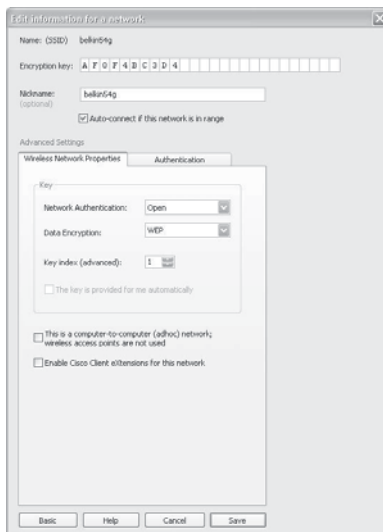 Edit information for a network
Name: (SSID) belkin54g
Encryption key: A F 0 F 4 B C 3 D 4
Nickname: belkin54g
(optional)
Auto-connect if this network is in range
Advanced Settings
Wireless Network Properties Authentication
Key
Network Authentication: Open
Data Encryption: WEP
Key index (advanced): 1
The key is provided for me automatically
This is a computer-to-computer (adhoc) network;
wireless access points are not used
Enable Cisco Client eXtensions for this network
Basic Help Cancel Save